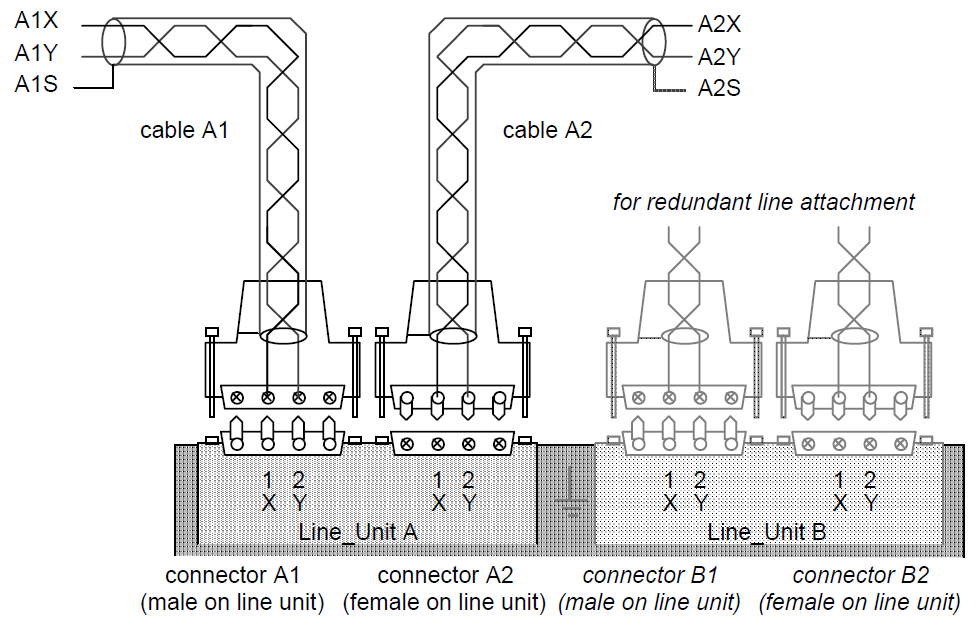 A1X
A1Y
A1S
A2X
A2Y
A2S
cable A1
cable A2
for redundant line attachment
1 2
X Y
1 2
X Y
1 2
X Y
1 2
X Y
Line_Unit A
Line_Unit B
connector A1
(male on line unit)
connector A2
(female on line unit)
connector B1
(male on line unit)
connector B2
(female on line unit)